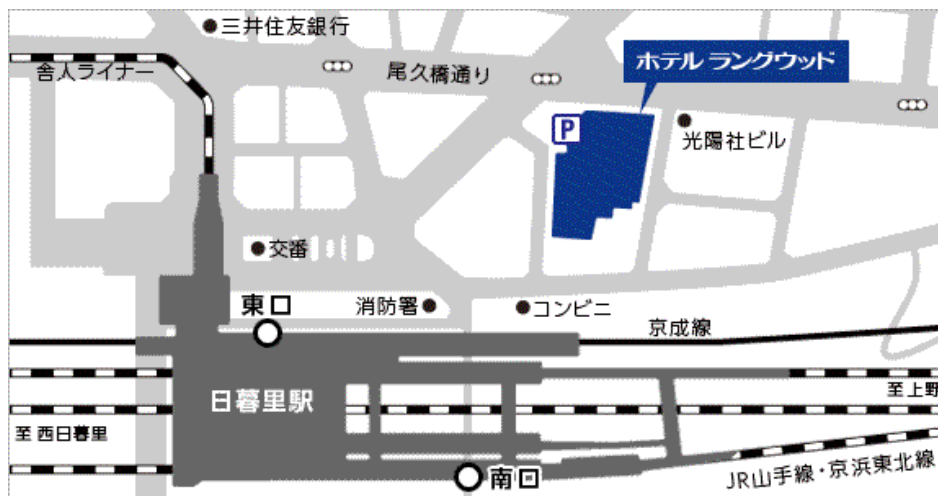 三井住友銀行
舎人ライナー
尾久橋通り
ホテル ラングウッド
P
光陽社ビル
交番
東口
消防署
コンビニ
京成線
日暮里駅
至 上野
至 西日暮里
南口
JR山手線・京浜東北線